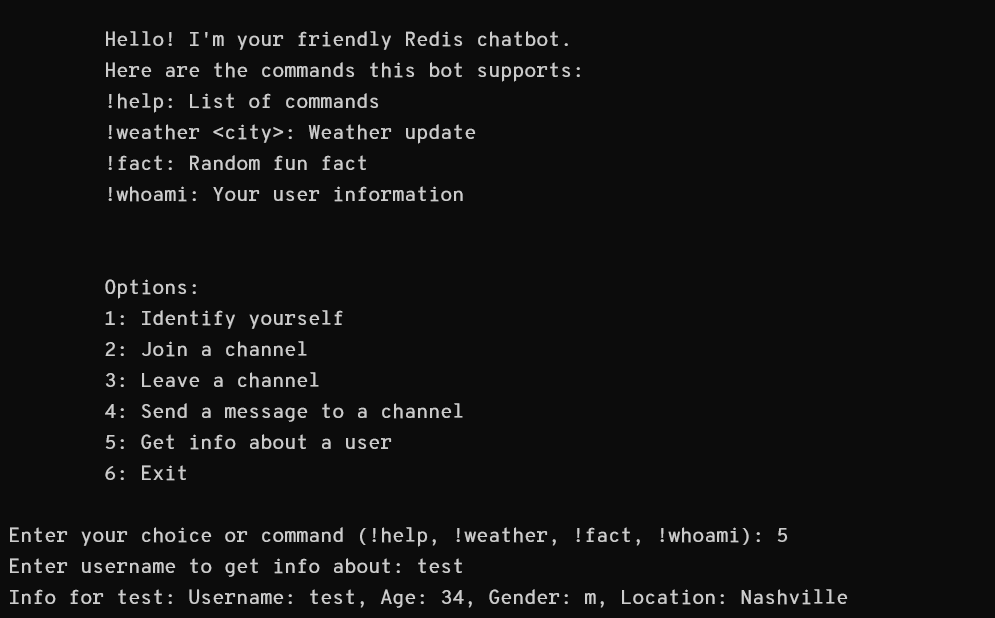 Hello! I'm your friendly Redis chatbot.
Here are the commands this bot supports:
!help: List of commands
!weather <city>: Weather update
!fact: Random fun fact
!whoami: Your user information
Options:
1: Identify yourself
2: Join a channel
3: Leave a channel
4: Send a message to a channel
5: Get info about a user
6: Exit
Enter your choice or command (!help, !weather, !fact, !whoami): 5
Enter username to get info about: test
Info for test: Username: test, Age: 34, Gender: m, Location: Nashville